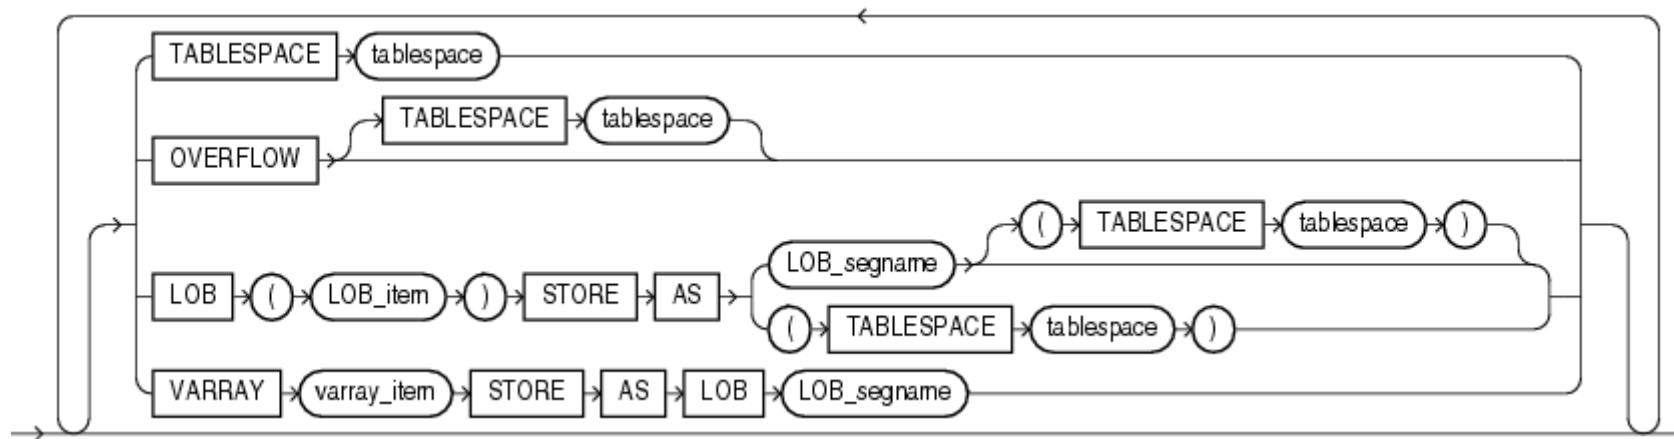 TABLESPACE tablespace
TABLESPACE tablespace
OVERFLOW
( TABLESPACE tablespace )
LOB_segname
LOB ( LOB_item ) STORE AS
( TABLESPACE tablespace )
VARRAY varray_item STORE AS LOB LOB_segname